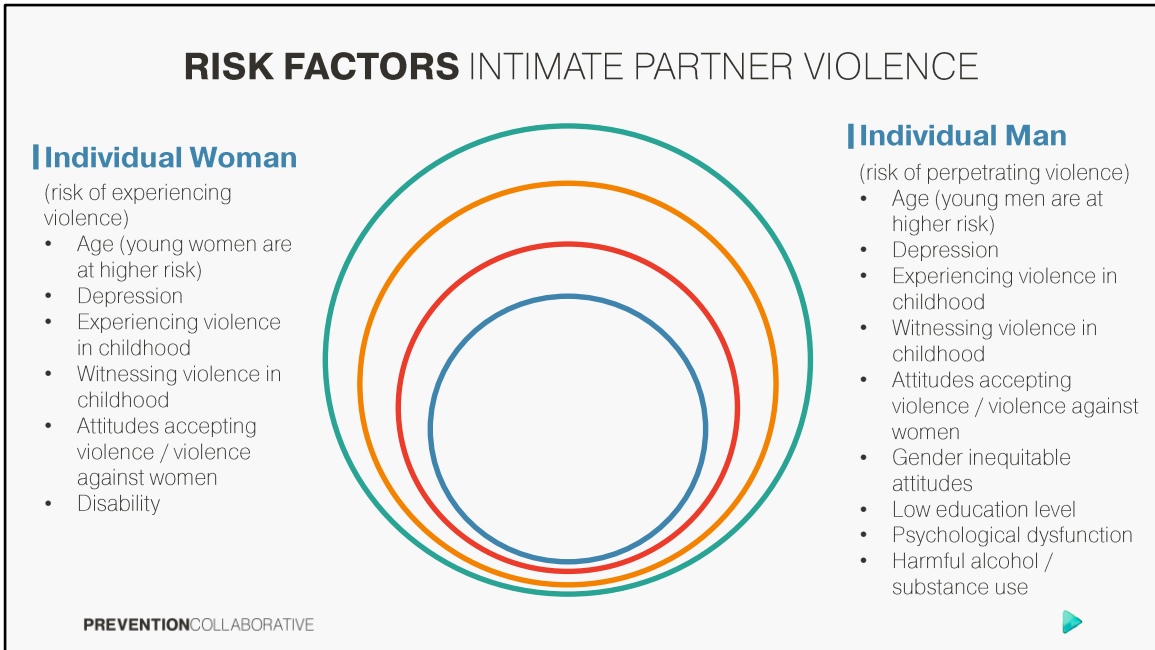 RISK FACTORS INTIMATE PARTNER VIOLENCE
Individual Woman
(risk of experiencing
violence)
• Age (young women are
at higher risk)
• Depression
• Experiencing violence
in childhood
• Witnessing violence in
childhood
• Attitudes accepting
violence / violence
against women
• Disability
Individual Man
(risk of perpetrating violence)
• Age (young men are at
higher risk)
• Depression
• Experiencing violence in
childhood
• Witnessing violence in
childhood
• Attitudes accepting
violence / violence against
women
• Gender inequitable
attitudes
• Low education level
• Psychological dysfunction
• Harmful alcohol /
substance use
PREVENTIONCOLLABORATIVE